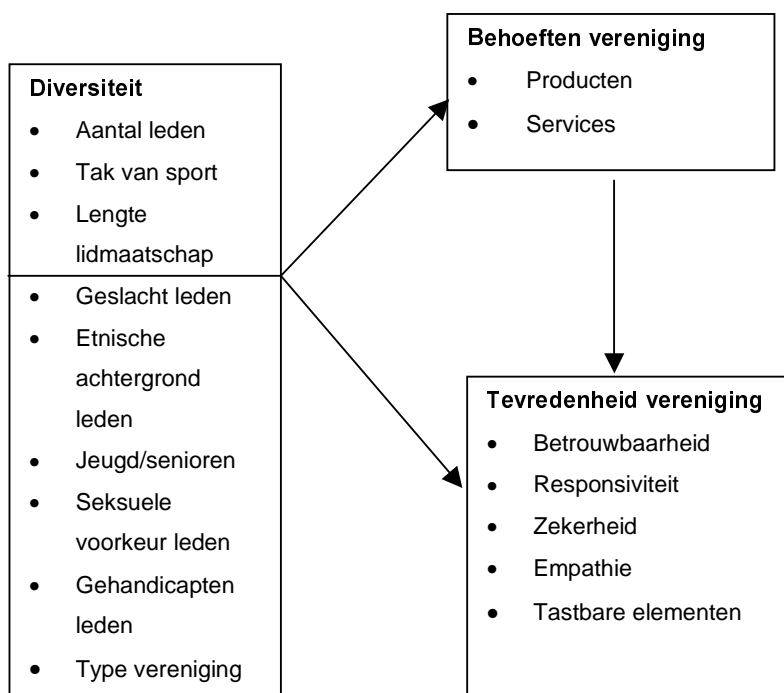 Diversiteit
• Aantal leden
• Tak van sport
• Lengte
lidmaatschap
• Geslacht leden
• Etnische
achtergrond
leden
• Jeugd/senioren
• Seksuele
voorkeur leden
• Gehandicapten
leden
• Type vereniging
Behoeften vereniging
• Producten
• Services
Tevredenheid vereniging
• Betrouwbaarheid
• Responsiviteit
• Zekerheid
• Empathie
• Tastbare elementen